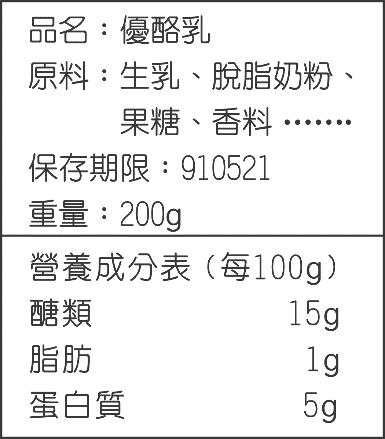 品名：優酪乳
原料：生乳、脫脂奶粉、
果糖、香料⋯⋯⋯
保存期限：910521
重量：200g
營養成分表（每100g）
醣類 15g
脂肪 1g
蛋白質 5g